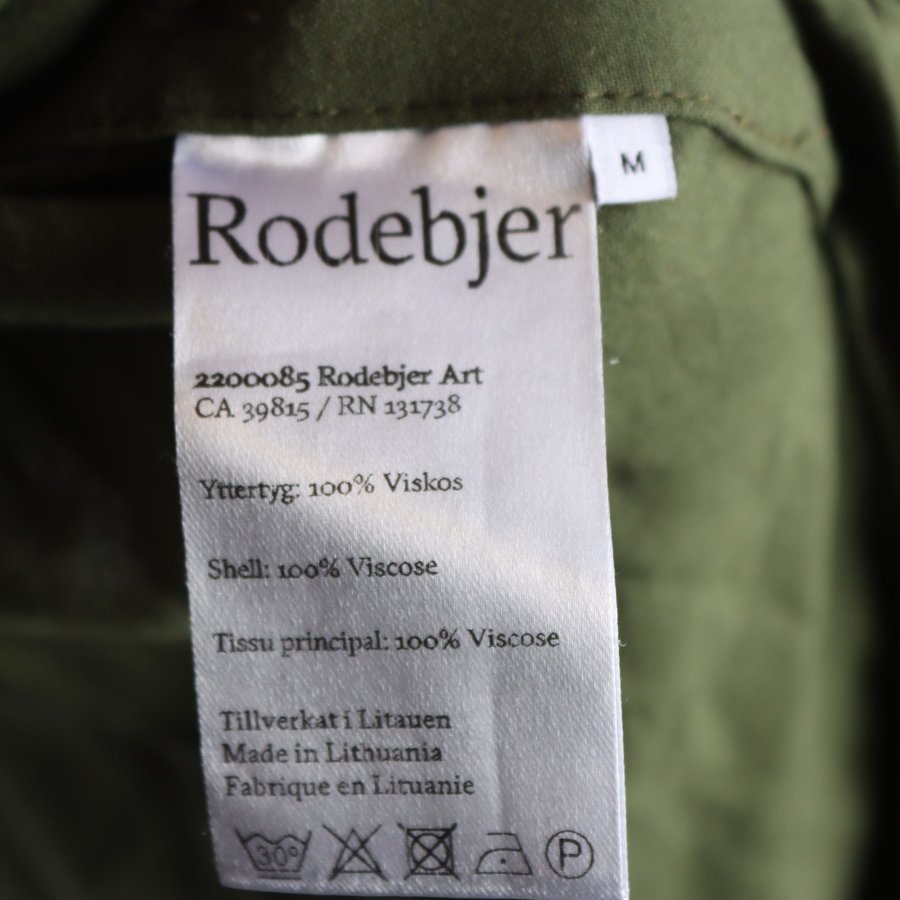 M
Rodebjer
2200085 Rodebjer Art
CA 39815 / RN 131738
Yttertyg: 100% Viskos
Shell: 100% Viscose
Tissu principal: 100% Viscose
Tillverkat i Litauen
Made in Lithuania
Fabrique en Lituanie
30° P